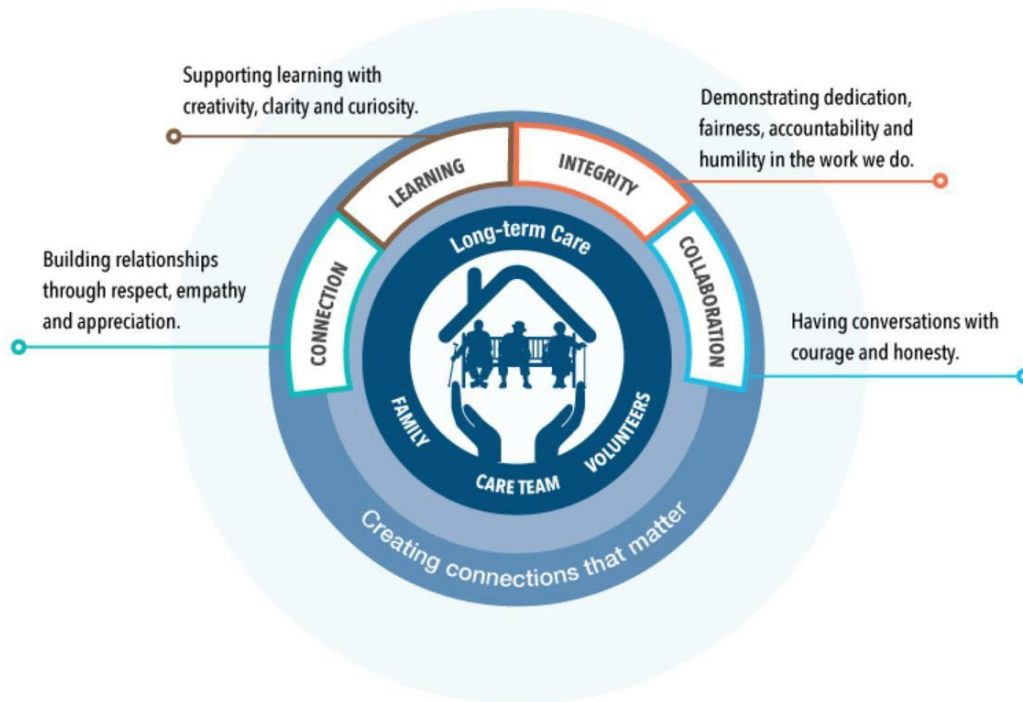 Supporting learning with
creativity, clarity and curiosity.
Demonstrating dedication,
fairness, accountability and
humility in the work we do.
LEARNING
INTEGRITY
Building relationships
through respect, empathy
and appreciation.
CONNECTION
COLLABORATION
Having conversations with
courage and honesty.
Long-term Care
FAMILY
CARE TEAM
VOLUNTEERS
Creating connections that matter